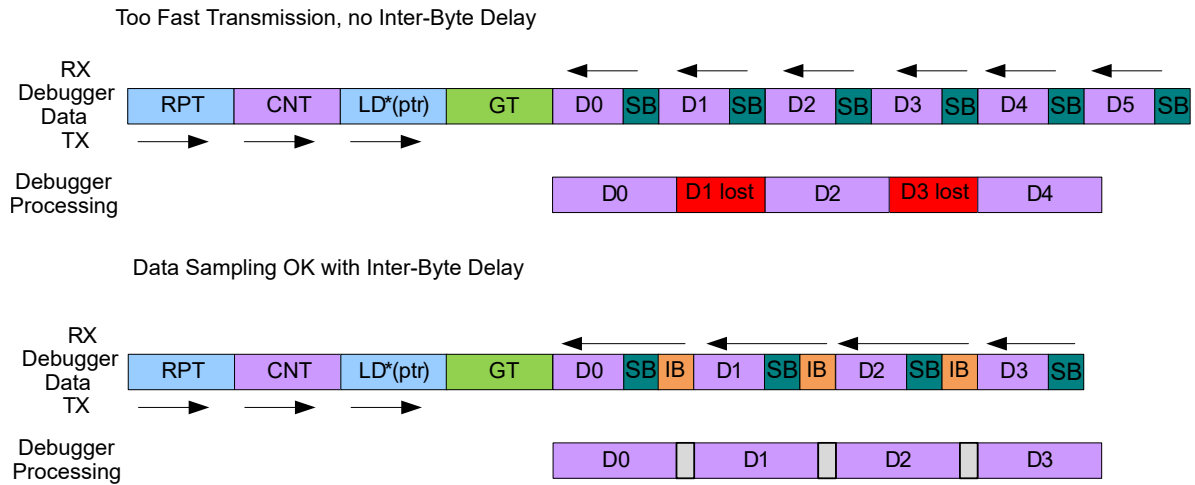 Too Fast Transmission, no Inter-Byte Delay
RX
Debugger
Data
TX
RPT CNT LD*(ptr) GT D0 SB D1 SB D2 SB D3 SB D4 SB D5 SB
Debugger
Processing
D0 D1 lost D2 D3 lost D4
Data Sampling OK with Inter-Byte Delay
RX
Debugger
Data
TX
RPT CNT LD*(ptr) GT D0 SB IB D1 SB IB D2 SB IB D3 SB
Debugger
Processing
D0 D1 D2 D3